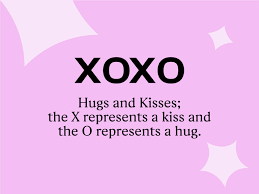 XOXO
Hugs and Kisses;
the X represents a kiss and
the O represents a hug.